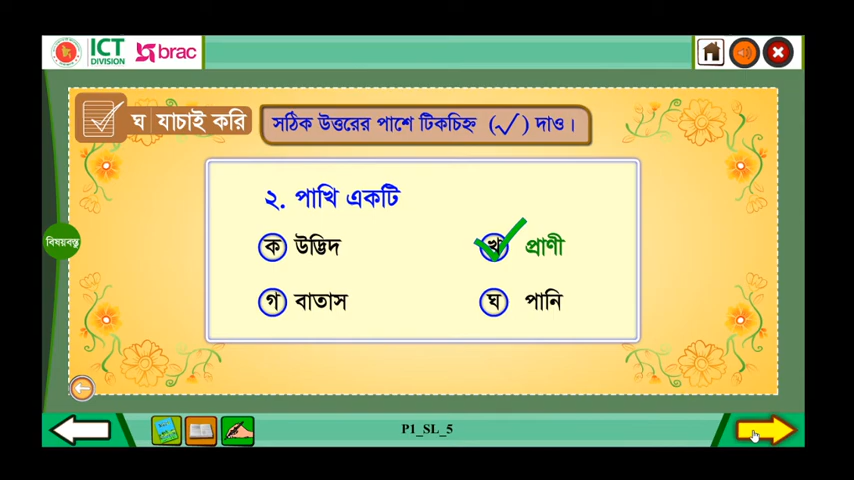 ICT
DIVISION
brac
ঘ যাচাই করি
সঠিক উত্তরের পাশে টিকচিহ্ন (✓) দাও।
২. পাখি একটি
ক উদ্ভিদ
খ প্রাণী
গ বাতাস
ঘ পানি
বিষয়বস্তু
P1_SL_5